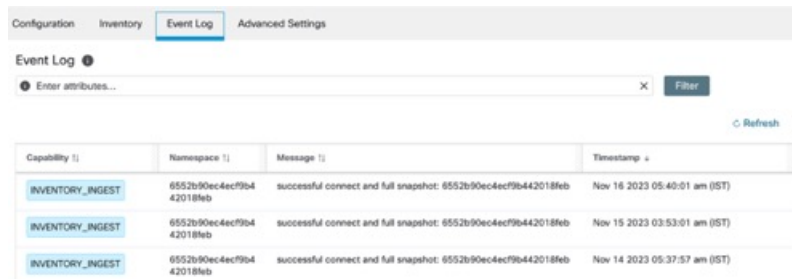 Configuration Inventory Event Log Advanced Settings
Event Log
Enter attributes... × Filter
Refresh
Capability Namespace Message Timestamp
INVENTORY_INGEST 6552b90ec4ecf9b4 successful connect and full snapshot: 6552b90ec4ecf9b442018feb Nov 16 2023 05:40:01 am (IST)
42018feb
INVENTORY_INGEST 6552b90ec4ecf9b4 successful connect and full snapshot: 6552b90ec4ecf9b442018feb Nov 15 2023 03:53:01 am (IST)
42018feb
INVENTORY_INGEST 6552b90ec4ecf9b4 successful connect and full snapshot: 6552b90ec4ecf9b442018feb Nov 14 2023 05:37:57 am (IST)
42018feb